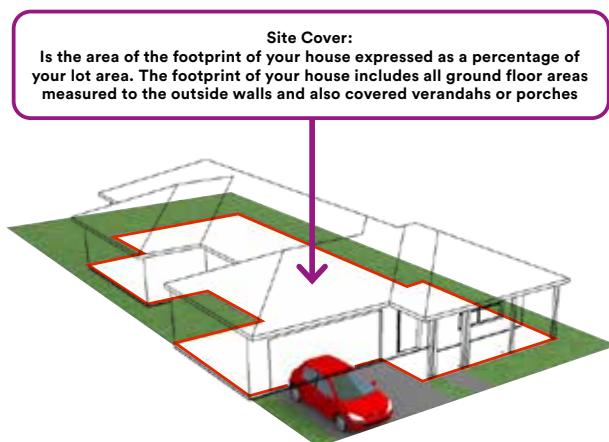 Site Cover:
Is the area of the footprint of your house expressed as a percentage of
your lot area. The footprint of your house includes all ground floor areas
measured to the outside walls and also covered verandahs or porches